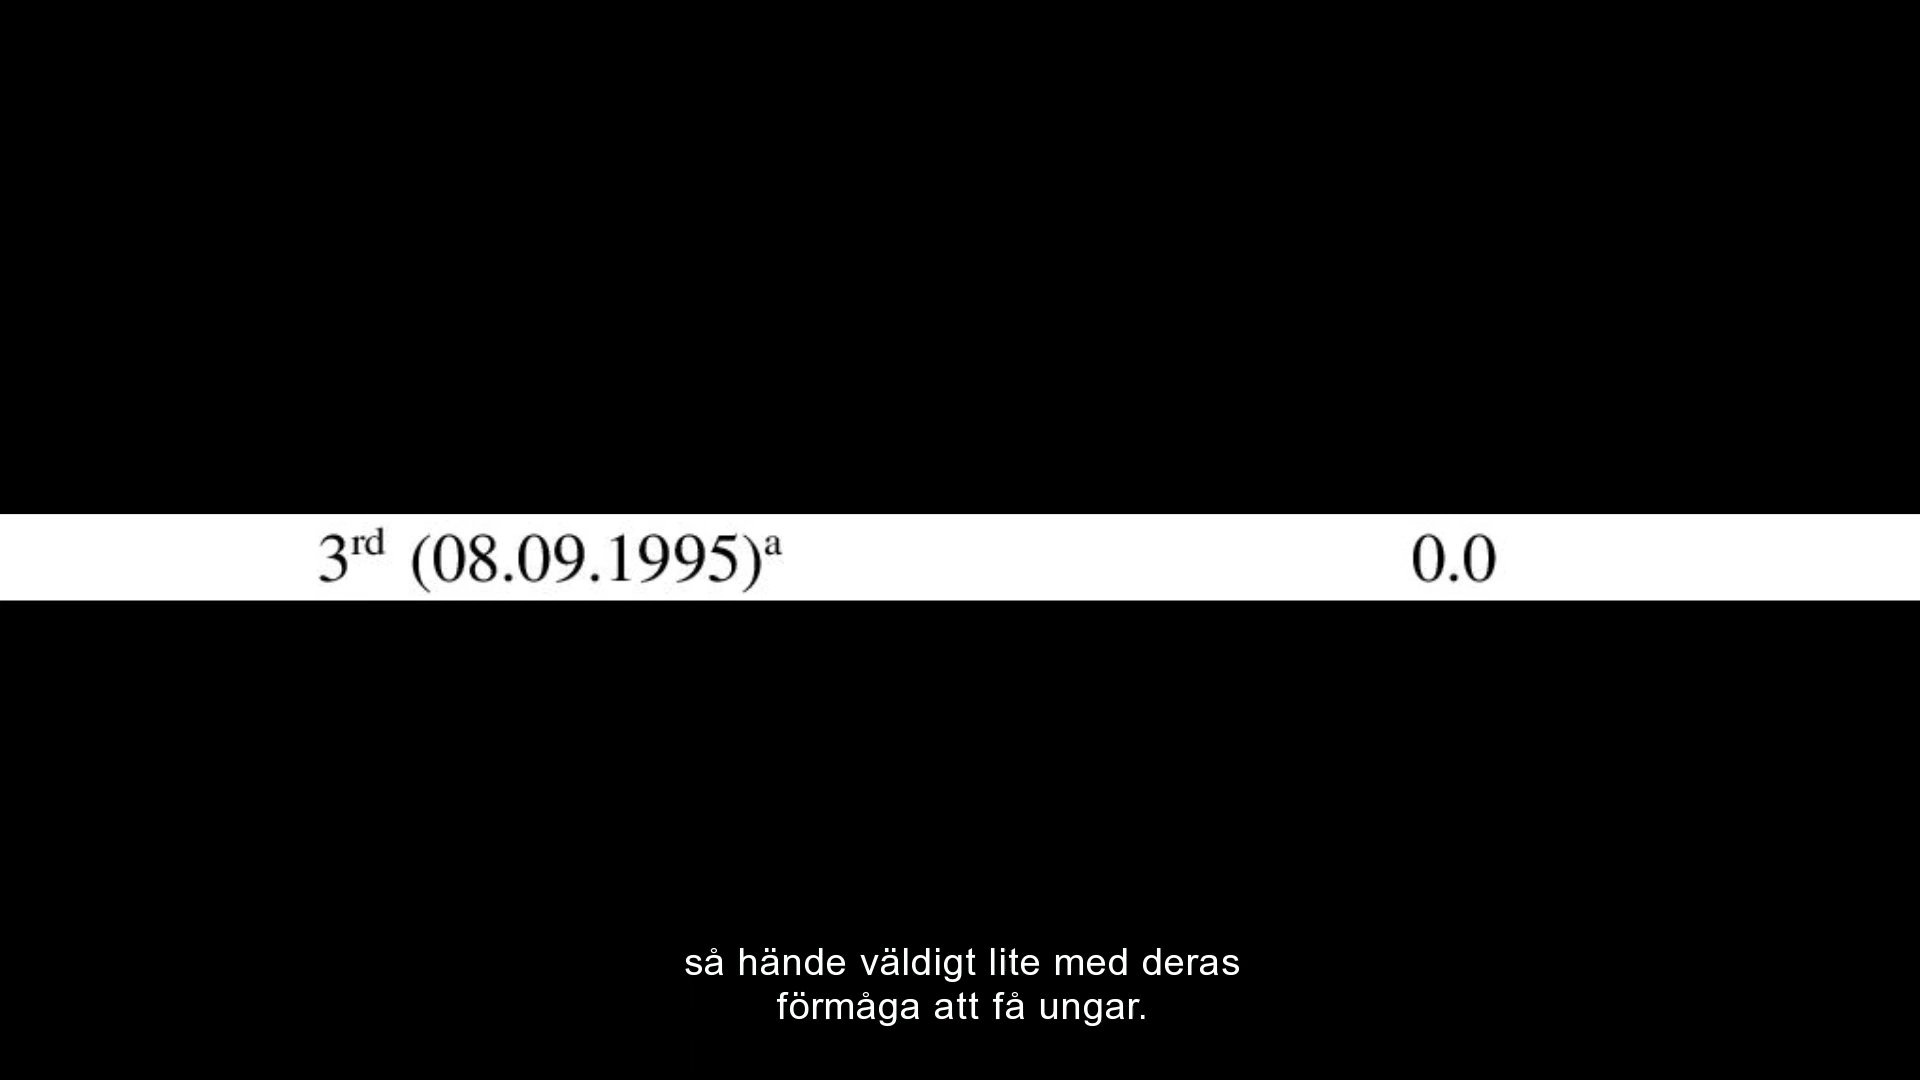 3rd (08.09.1995)a 0.0
så hände väldigt lite med deras
förmåga att få ungar.